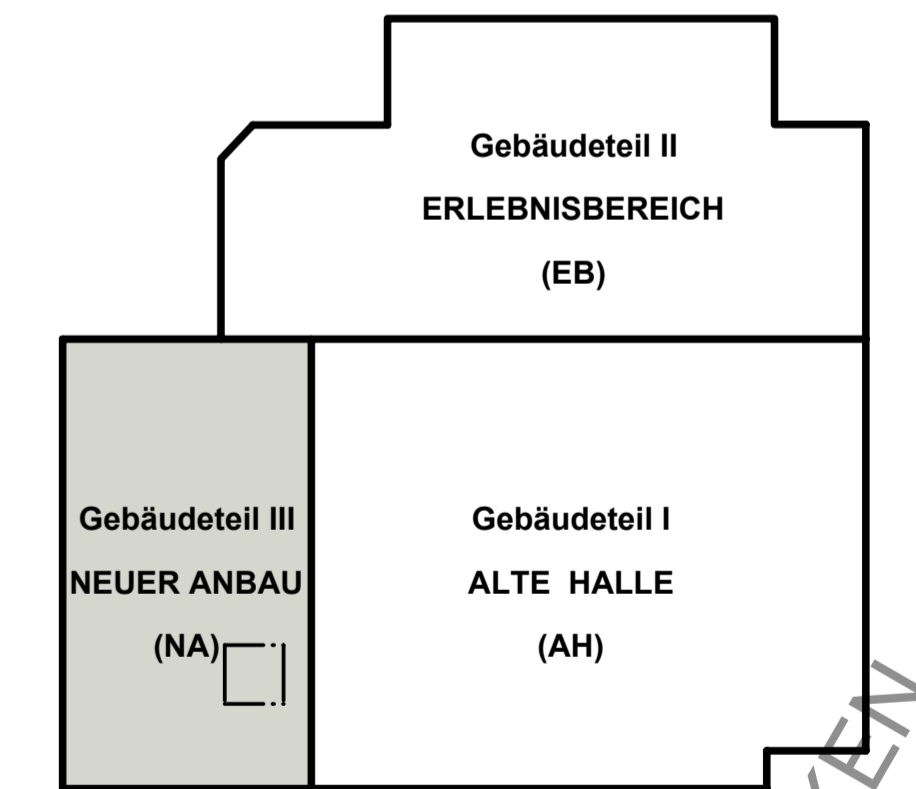 Gebäudeteil II
ERLEBNISBEREICH
(EB)
Gebäudeteil III
NEUER ANBAU
(NA)
Gebäudeteil I
ALTE HALLE
(AH)